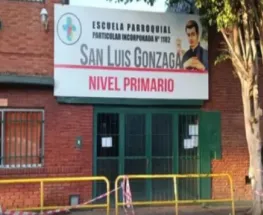 ESCUELA PARROQUIAL
PARTICULAR INCORPORADA Nº 1182
SAN LUIS GONZAGA
NIVEL PRIMARIO